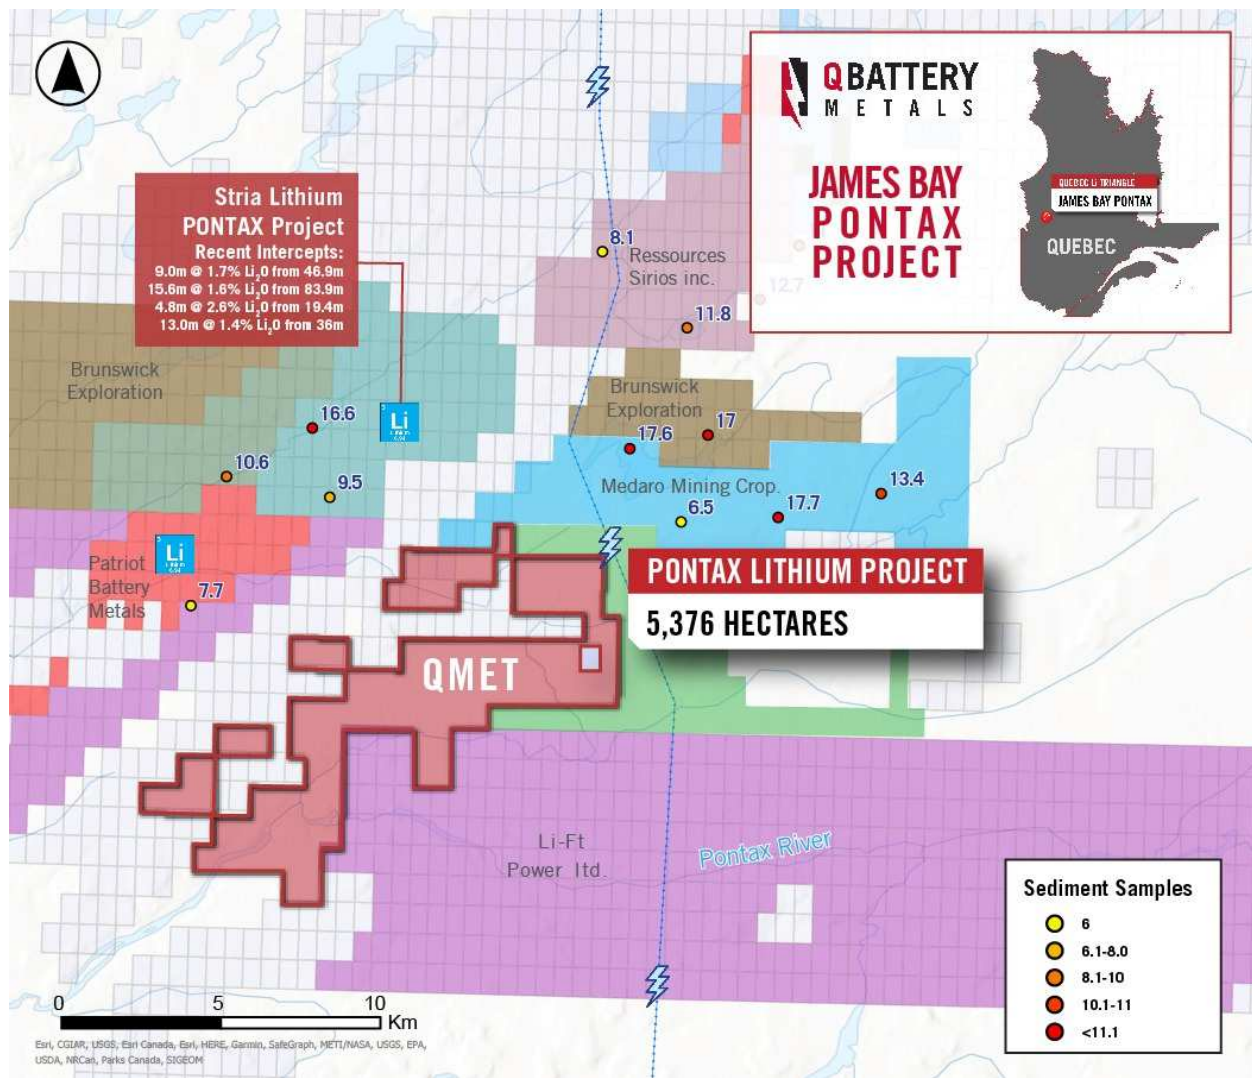 QBATTERY
METALS
JAMES BAY
PONTAX
PROJECT
QUEBEC Li TRIANGLE
JAMES BAY PONTAX
QUEBEC
Stria Lithium
PONTAX Project
Recent Intercepts:
9.0m @ 1.7% Li₂O from 46.9m
15.6m @ 1.6% Li₂O from 83.9m
4.8m @ 2.6% Li₂O from 19.4m
13.0m @ 1.4% Li₂O from 36m
8.1
Ressources
Sirios inc.
12.7
11.8
Brunswick
Exploration
Brunswick
Exploration
16.6
Li
17.6
17
10.6
9.5
Medaro Mining Crop.
13.4
6.5
17.7
Li
Patriot
Battery
Metals
7.7
PONTAX LITHIUM PROJECT
5,376 HECTARES
QMET
Li-Ft
Power ltd.
Pontax River
Sediment Samples
6
6.1-8.0
8.1-10
10.1-11
<11.1
0 5 10
Km
Esri, CGIAR, USGS, Esri Canada, Esri, HERE, Garmin, SafeGraph, METI/NASA, USGS, EPA,
USDA, NRCan, Parks Canada, SIGEOM